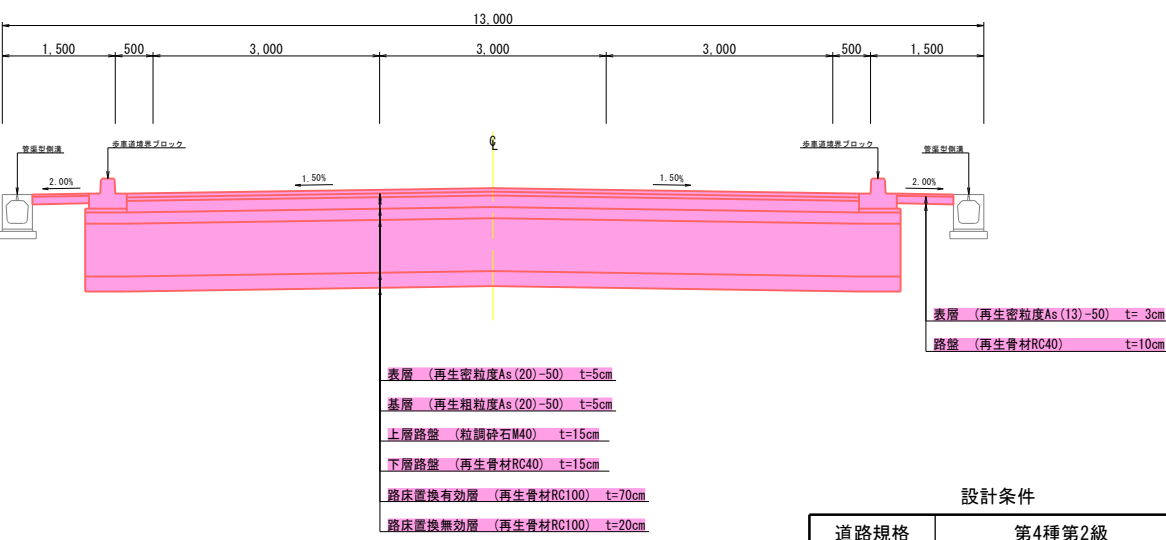 13,000
1,500 500 3,000 3,000 3,000 500 1,500
管渠型側溝 歩車道境界ブロック ℄ 歩車道境界ブロック 管渠型側溝
2.00% 1.50% 1.50% 2.00%
表層 (再生密粒度As(13)-50) t= 3cm
路盤 (再生骨材RC40) t=10cm
表層 (再生密粒度As(20)-50) t=5cm
基層 (再生粗粒度As(20)-50) t=5cm
上層路盤 (粒調砕石M40) t=15cm
下層路盤 (再生骨材RC40) t=15cm
路床置換有効層 (再生骨材RC100) t=70cm
路床置換無効層 (再生骨材RC100) t=20cm
設計条件
道路規格 第4種第2級